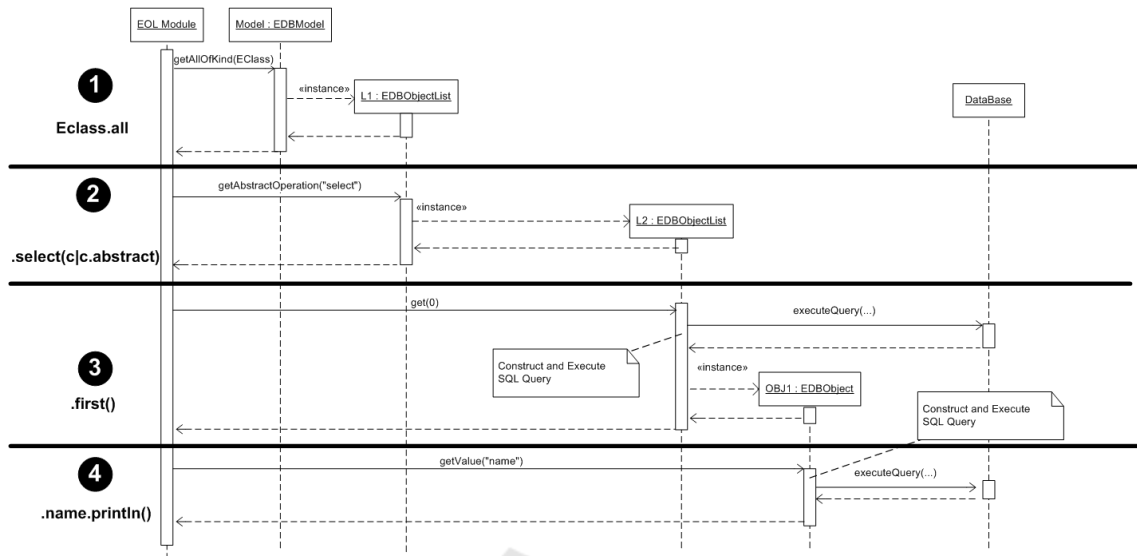 EOL Module
Model : EDBModel
getAllOfKind(EClass)
1
«instance»
L1 : EDBObjectList
DataBase
Eclass.all
2
getAbstractOperation("select")
«instance»
L2 : EDBObjectList
.select(c|c.abstract)
get(0)
executeQuery(...)
3
Construct and Execute
SQL Query
«instance»
OBJ1 : EDBObject
.first()
Construct and Execute
SQL Query
4
getValue("name")
executeQuery(...)
.name.println()